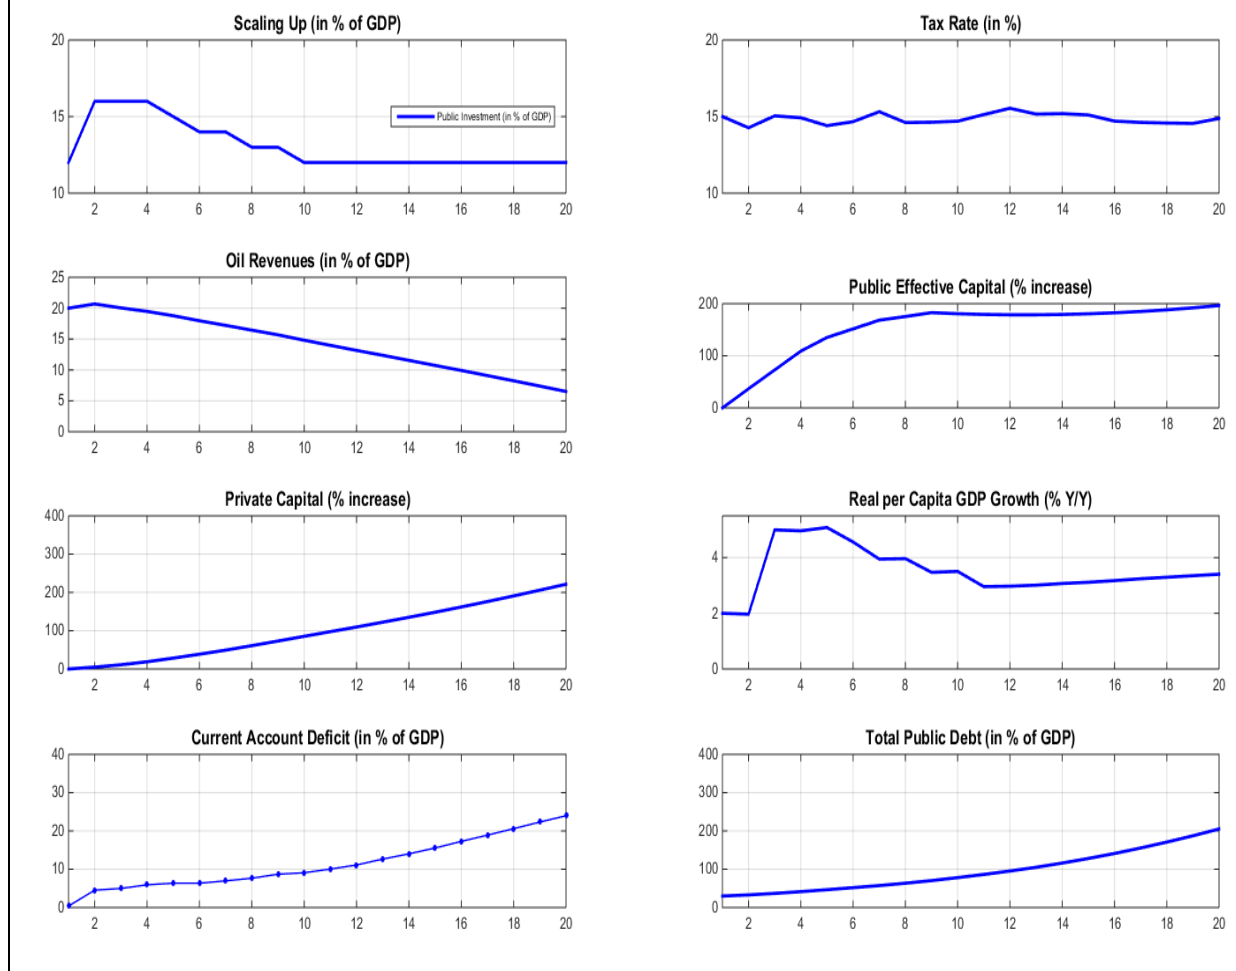 Scaling Up (in % of GDP)
20
15
10
Public Investment (in % of GDP)
2 4 6 8 10 12 14 16 18 20
Tax Rate (in %)
20
15
10
2 4 6 8 10 12 14 16 18 20
Oil Revenues (in % of GDP)
25
20
15
10
5
0
2 4 6 8 10 12 14 16 18 20
Public Effective Capital (% increase)
200
100
0
2 4 6 8 10 12 14 16 18 20
Private Capital (% increase)
400
300
200
100
0
2 4 6 8 10 12 14 16 18 20
Real per Capita GDP Growth (% Y/Y)
4
2
0
2 4 6 8 10 12 14 16 18 20
Current Account Deficit (in % of GDP)
40
30
20
10
0
2 4 6 8 10 12 14 16 18 20
Total Public Debt (in % of GDP)
400
300
200
100
0
2 4 6 8 10 12 14 16 18 20